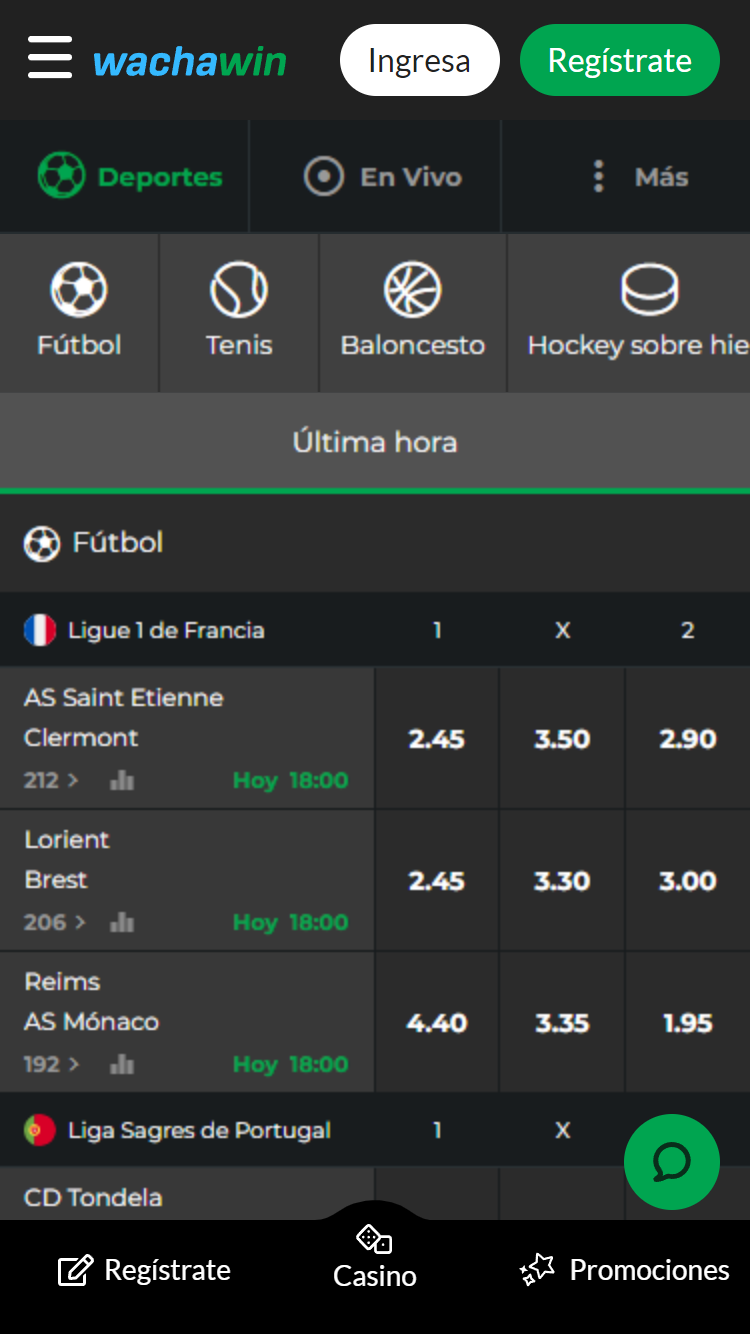 wachawin
Ingresa
Regístrate
Deportes
En Vivo
Más
Fútbol
Tenis
Baloncesto
Hockey sobre hie
Última hora
Fútbol
Ligue 1 de Francia 1 X 2
AS Saint Etienne
Clermont
2.45 3.50 2.90
212 > Hoy 18:00
Lorient
Brest
2.45 3.30 3.00
206 > Hoy 18:00
Reims
AS Mónaco
4.40 3.35 1.95
192 > Hoy 18:00
Liga Sagres de Portugal 1 X
CD Tondela
Regístrate
Casino
Promociones